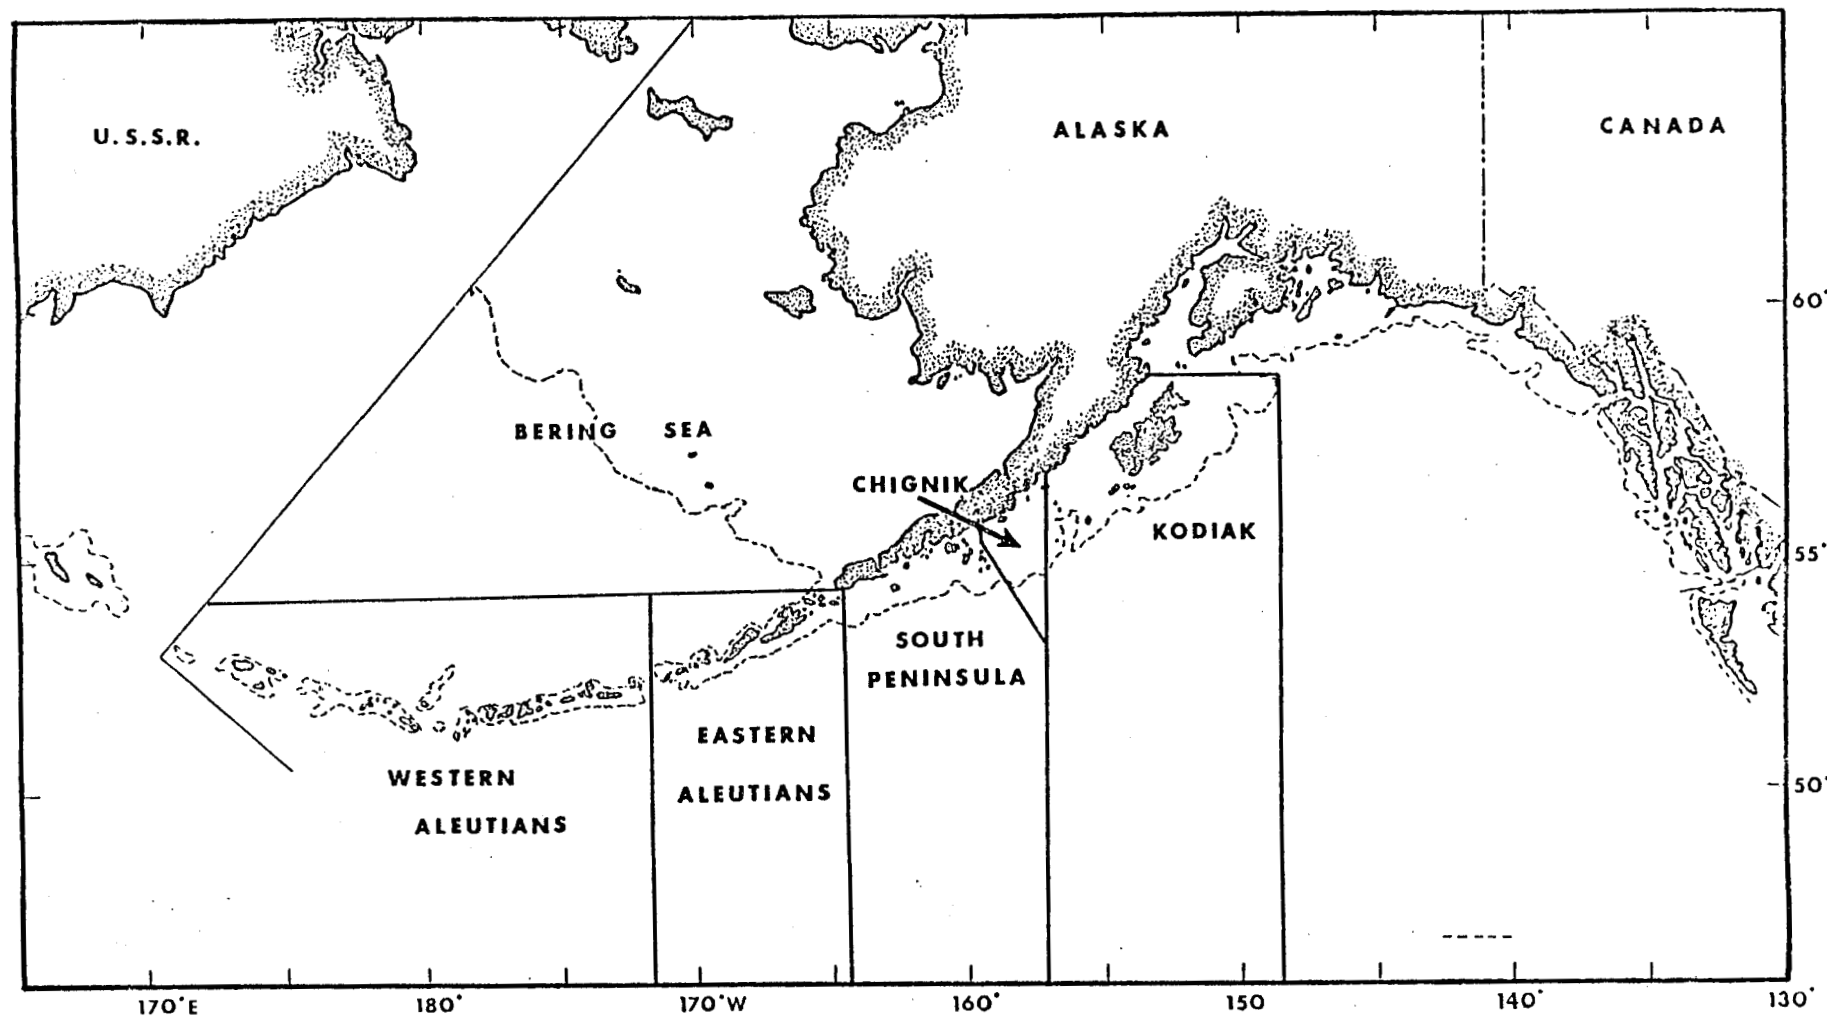 U.S.S.R.
ALASKA
CANADA
60°
BERING SEA
CHIGNIK
KODIAK
55°
SOUTH
PENINSULA
EASTERN
ALEUTIANS
WESTERN
ALEUTIANS
50°
170°E
180°
170°W
160°
150°
140°
130°